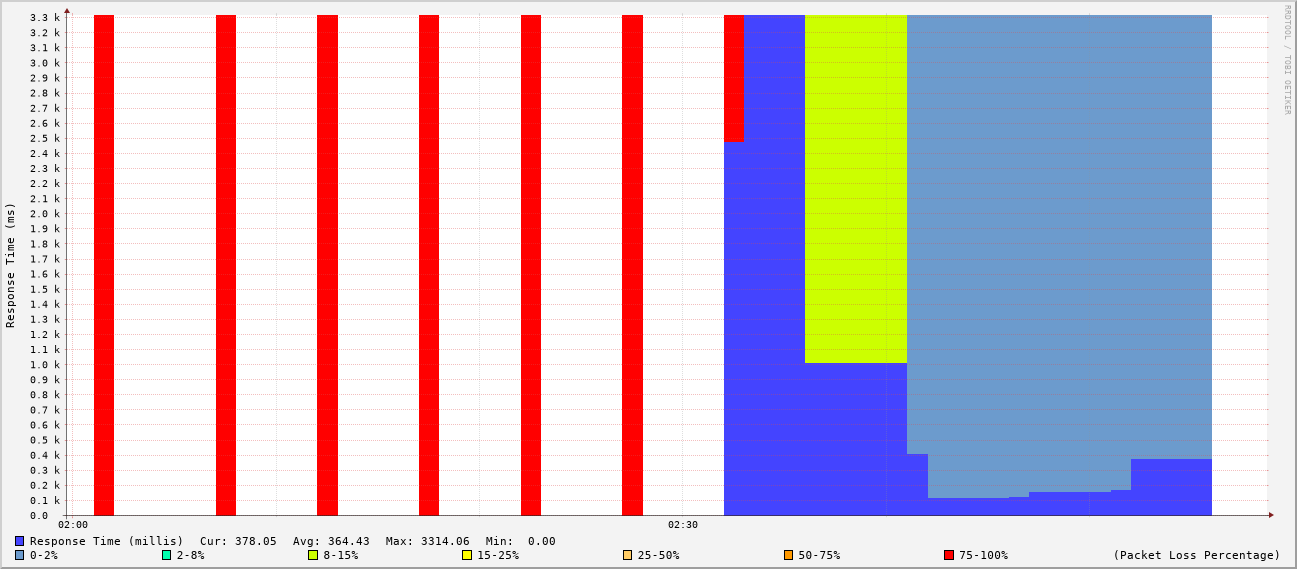 RRDTOOL / TOBI OETIKER
Response Time (ms)
3.3 k
3.2 k
3.1 k
3.0 k
2.9 k
2.8 k
2.7 k
2.6 k
2.5 k
2.4 k
2.3 k
2.2 k
2.1 k
2.0 k
1.9 k
1.8 k
1.7 k
1.6 k
1.5 k
1.4 k
1.3 k
1.2 k
1.1 k
1.0 k
0.9 k
0.8 k
0.7 k
0.6 k
0.5 k
0.4 k
0.3 k
0.2 k
0.1 k
0.0
02:00 02:30
Response Time (millis) Cur: 378.05 Avg: 364.43 Max: 3314.06 Min: 0.00
0-2% 2-8% 8-15% 15-25% 25-50% 50-75% 75-100% (Packet Loss Percentage)